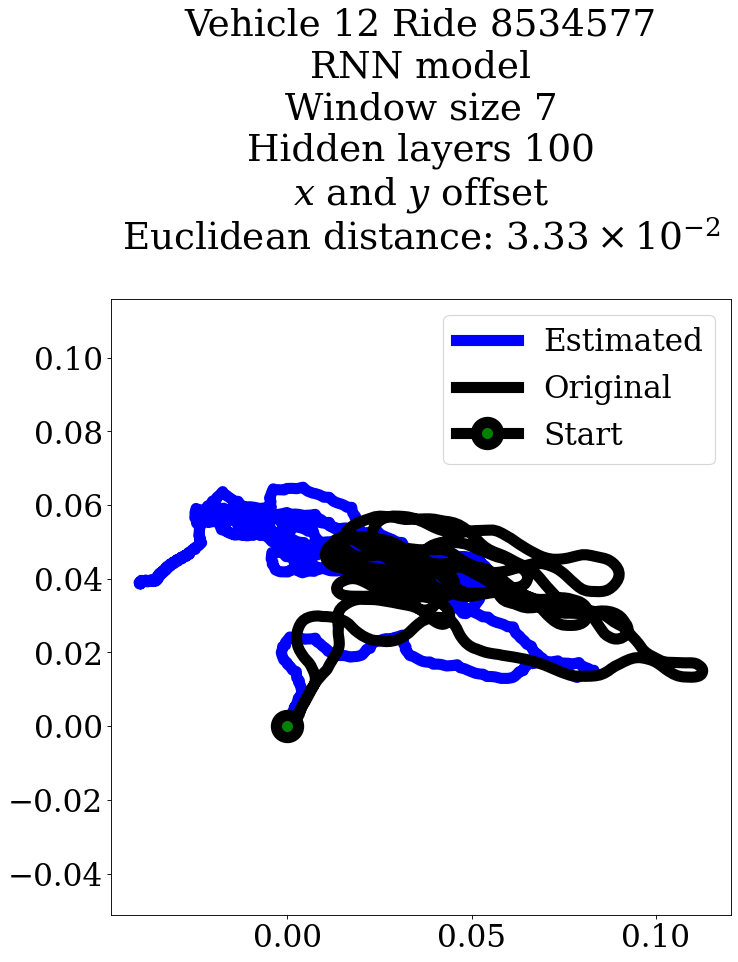 Vehicle 12 Ride 8534577
RNN model
Window size 7
Hidden layers 100
x and y offset
Euclidean distance: 3.33 × 10⁻²
Estimated
Original
Start
0.10
0.08
0.06
0.04
0.02
0.00
−0.02
−0.04
0.00 0.05 0.10